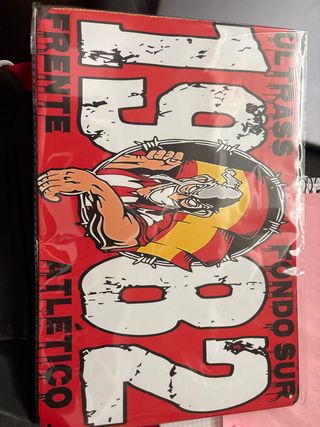 ULTRASS FONDO SUR
1982
FRENTE ATLÉTICO